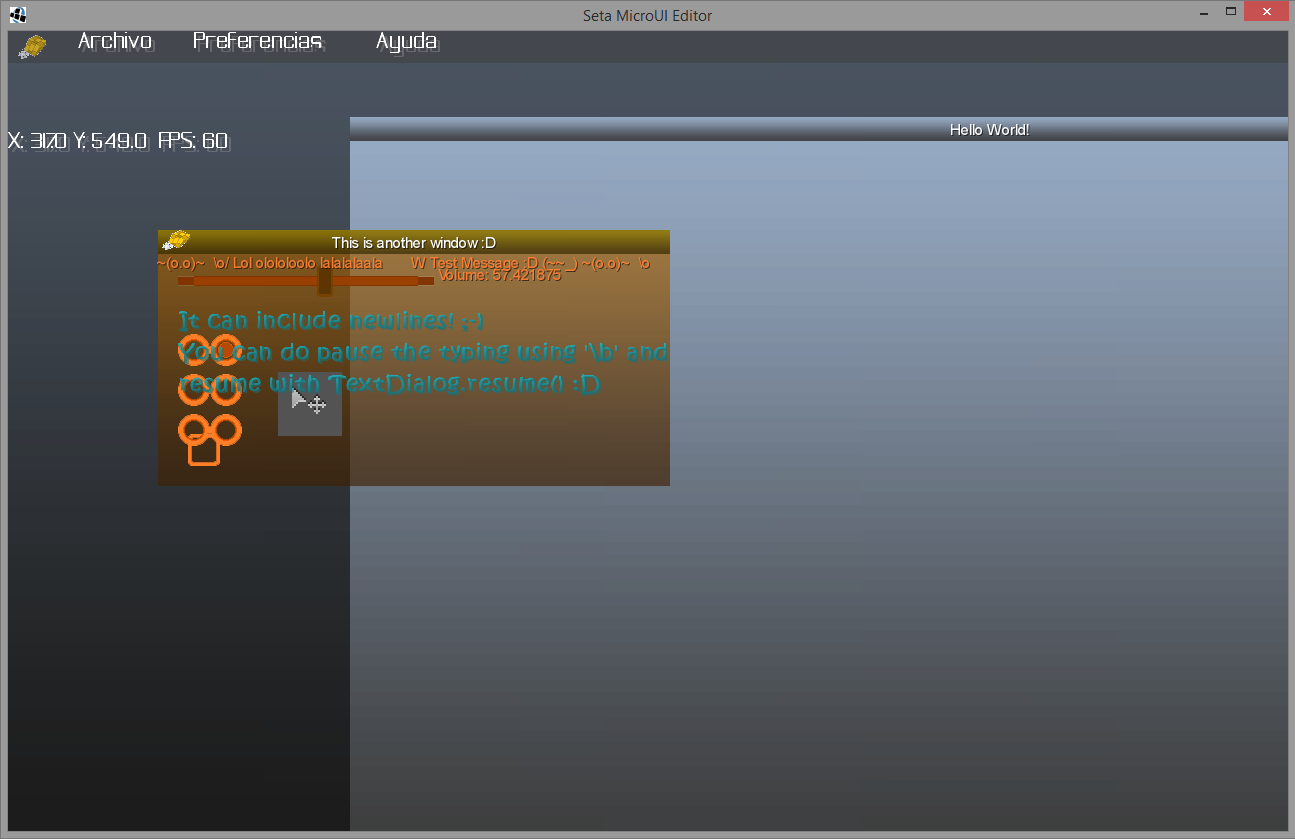 Seta MicroUI Editor
Archivo Preferencias Ayuda
Hello World!
X: 317.0 Y: 549.0 FPS: 60
This is another window :D
~(o.o)~ \o/ Lol olololoolo lalalalaala W Test Message :D (~~_) ~(o.o)~ \o
Volume: 57.421875
It can include newlines! ;-)
You can do pause the typing using '\b' and
resume with TextDialog.resume() :D